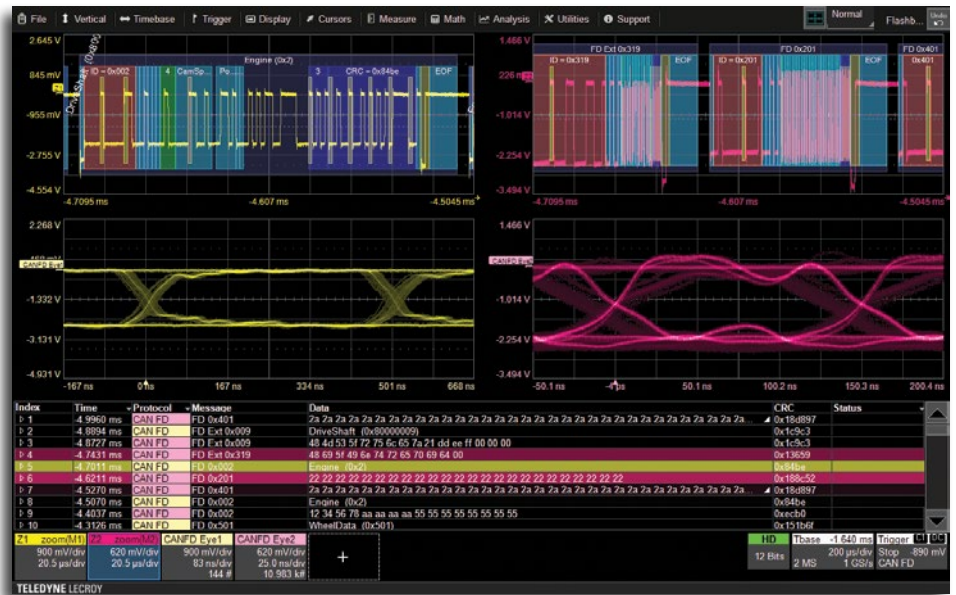 File Vertical Timebase Trigger Display Cursors Measure Math Analysis Utilities Support Normal Flashb... Undo
2.645 V
845 mV
-955 mV
-2.755 V
-4.554 V
Z1
Engine (0x2)
ID = 0x002 4 CamSp... Po... 3 CRC = 0x84be EOF
-4.7095 ms -4.607 ms -4.5045 ms
1.466 V
226 m
-1.014 V
-2.254 V
-3.494 V
FD Ext 0x319 FD 0x201 FD 0x401
ID = 0x319 EOF ID = 0x201 EOF 0x401
-4.7095 ms -4.607 ms -4.5045 ms
2.268 V
CANFD Eye1
-1.332 V
-3.131 V
-4.931 V
-167 ns 0 ns 167 ns 334 ns 501 ns 668 ns
1.466 V
CANFD Eye2
-1.014 V
-2.254 V
-3.494 V
-50.1 ns 50.1 ns 100.2 ns 150.3 ns 200.4 ns
Index Time Protocol Message Data CRC Status
1 -4.9960 ms CAN FD FD 0x401 2a 2a 2a 2a 2a 2a 2a 2a 2a 2a 2a 2a 2a 2a 2a 2a 2a 2a 2a 2a 2a 2a 2a 2a 2a 2a 2a 2a 2a 2a 2a 2a 2a... 0x18d897
2 -4.8894 ms CAN FD FD Ext 0x009 DriveShaft (0x80000009) 0x1c9c3
3 -4.8727 ms CAN FD FD Ext 0x009 48 4d 53 5f 72 75 6c 65 7a 21 dd ee ff 00 00 00 0x1c9c3
4 -4.7431 ms CAN FD FD Ext 0x319 48 69 5f 49 6e 74 72 65 70 69 64 00 0x13659
5 -4.7011 ms CAN FD FD 0x002 Engine (0x2) 0x84be
6 -4.6211 ms CAN FD FD 0x201 22 22 22 22 22 22 22 22 22 22 22 22 22 22 22 22 22 22 22 22 22 22 22 22 0x188c52
7 -4.5270 ms CAN FD FD 0x401 2a 2a 2a 2a 2a 2a 2a 2a 2a 2a 2a 2a 2a 2a 2a 2a 2a 2a 2a 2a 2a 2a 2a 2a 2a 2a 2a 2a 2a 2a 2a 2a 2a... 0x18d897
8 -4.5070 ms CAN FD FD 0x002 Engine (0x2) 0x84be
9 -4.4037 ms CAN FD FD 0x002 12 34 56 78 aa aa aa aa 55 55 55 55 55 55 55 55 0xecb0
10 -4.3126 ms CAN FD FD 0x501 WheelData (0x501) 0x151b6f
Z1 zoom(M1) Z2 zoom(M2) CANFD Eye1 CANFD Eye2 HD Tbase -1.640 ms Trigger C1 DC
900 mV/div 620 mV/div 900 mV/div 620 mV/div 12 Bits 200 µs/div Stop -890 mV
20.5 µs/div 20.5 µs/div 83 ns/div 25.0 ns/div 2 MS 1 GS/s CAN FD
144 # 10.983 k#
TELEDYNE LECROY